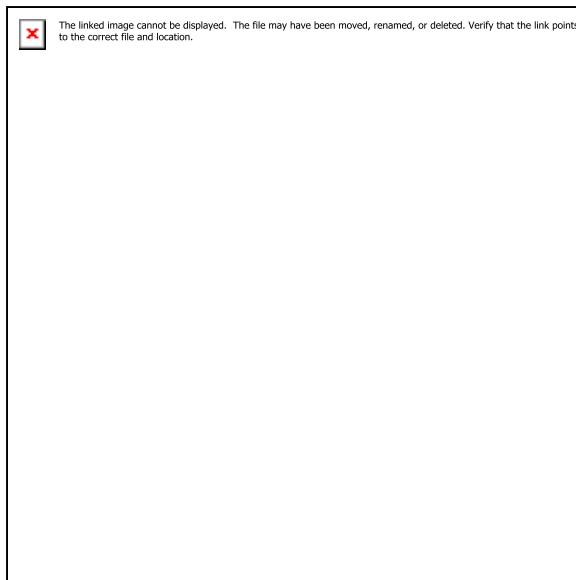 The linked image cannot be displayed.  The file may have been moved, renamed, or deleted. Verify that the link points
to the correct file and location.